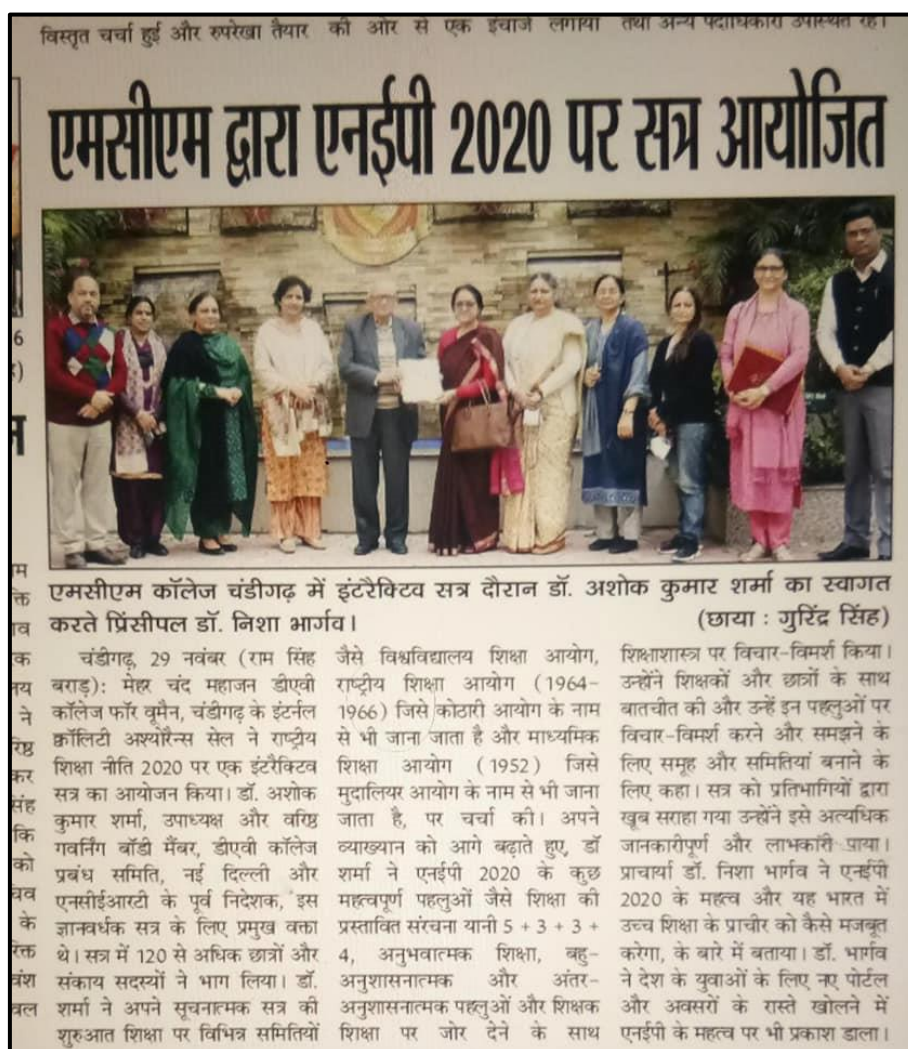 विस्तृत चर्चा हुई और रुपरेखा तैयार
की ओर से एक इंचार्ज लगाया
तथा अन्य पदाधिकारी उपस्थित रहे।
एमसीएम द्वारा एनईपी 2020 पर सत्र आयोजित
एमसीएम कॉलेज चंडीगढ़ में इंटरैक्टिव सत्र दौरान डॉ. अशोक कुमार शर्मा का स्वागत
करते प्रिंसीपल डॉ. निशा भार्गव।
(छाया : गुरिंद्र सिंह)
चंडीगढ़, 29 नवंबर (राम सिंह
बराड़): मेहर चंद महाजन डीएवी
कॉलेज फॉर वूमैन, चंडीगढ़ के इंटर्नल
क्वॉलिटी अश्योरैन्स सेल ने राष्ट्रीय
शिक्षा नीति 2020 पर एक इंटरैक्टिव
सत्र का आयोजन किया। डॉ. अशोक
कुमार शर्मा, उपाध्यक्ष और वरिष्ठ
गवर्निंग बॉडी मैंबर, डीएवी कॉलेज
प्रबंध समिति, नई दिल्ली और
एनसीईआरटी के पूर्व निदेशक, इस
ज्ञानवर्धक सत्र के लिए प्रमुख वक्ता
थे। सत्र में 120 से अधिक छात्रों और
संकाय सदस्यों ने भाग लिया। डॉ.
शर्मा ने अपने सूचनात्मक सत्र की
शुरुआत शिक्षा पर विभिन्न समितियों
जैसे विश्वविद्यालय शिक्षा आयोग,
राष्ट्रीय शिक्षा आयोग (1964-
1966) जिसे कोठारी आयोग के नाम
से भी जाना जाता है और माध्यमिक
शिक्षा आयोग (1952) जिसे
मुदालियर आयोग के नाम से भी जाना
जाता है, पर चर्चा की। अपने
व्याख्यान को आगे बढ़ाते हुए, डॉ
शर्मा ने एनईपी 2020 के कुछ
महत्वपूर्ण पहलुओं जैसे शिक्षा की
प्रस्तावित संरचना यानी 5 + 3 + 3 +
4, अनुभवात्मक शिक्षा, बहु-
अनुशासनात्मक और अंतर-
अनुशासनात्मक पहलुओं और शिक्षक
शिक्षा पर जोर देने के साथ
शिक्षाशास्त्र पर विचार-विमर्श किया।
उन्होंने शिक्षकों और छात्रों के साथ
बातचीत की और उन्हें इन पहलुओं पर
विचार-विमर्श करने और समझने के
लिए समूह और समितियां बनाने के
लिए कहा। सत्र को प्रतिभागियों द्वारा
खूब सराहा गया उन्होंने इसे अत्यधिक
जानकारीपूर्ण और लाभकारी पाया।
प्राचार्या डॉ. निशा भार्गव ने एनईपी
2020 के महत्व और यह भारत में
उच्च शिक्षा के प्राचीर को कैसे मजबूत
करेगा, के बारे में बताया। डॉ. भार्गव
ने देश के युवाओं के लिए नए पोर्टल
और अवसरों के रास्ते खोलने में
एनईपी के महत्व पर भी प्रकाश डाला।